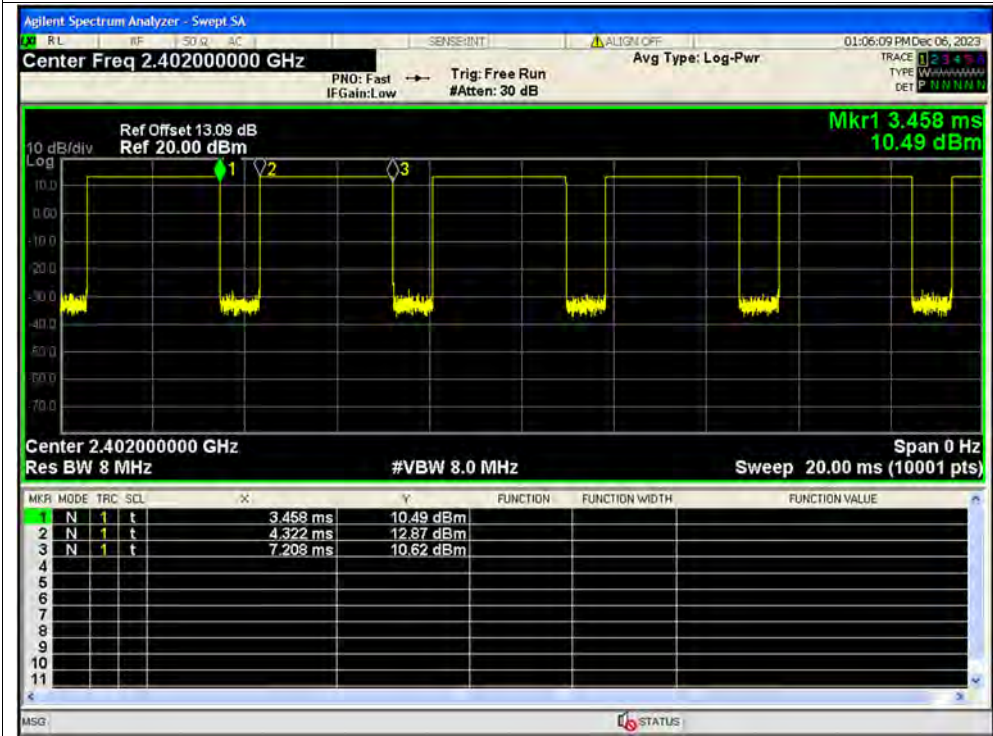 Agilent Spectrum Analyzer - Swept SA
RL RF 50 Ω AC SENSE:INT ALIGN OFF 01:06:09 PM Dec 06, 2023
Center Freq 2.402000000 GHz Avg Type: Log-Pwr TRACE 1 2 3 4 5 6
PNO: Fast Trig: Free Run TYPE
IFGain:Low #Atten: 30 dB DET P N N N N N
Mkr1 3.458 ms
Ref Offset 13.09 dB
10 dB/div Ref 20.00 dBm 10.49 dBm
Log
1 2 3
10.0
0.00
-10.0
-20.0
-30.0
-40.0
-50.0
-60.0
-70.0
Center 2.402000000 GHz Span 0 Hz
Res BW 8 MHz #VBW 8.0 MHz Sweep 20.00 ms (10001 pts)
MKR MODE TRC SCL X Y FUNCTION FUNCTION WIDTH FUNCTION VALUE
1 N 1 t 3.458 ms 10.49 dBm
2 N 1 t 4.322 ms 12.87 dBm
3 N 1 t 7.208 ms 10.62 dBm
4
5
6
7
8
9
10
11
MSG STATUS